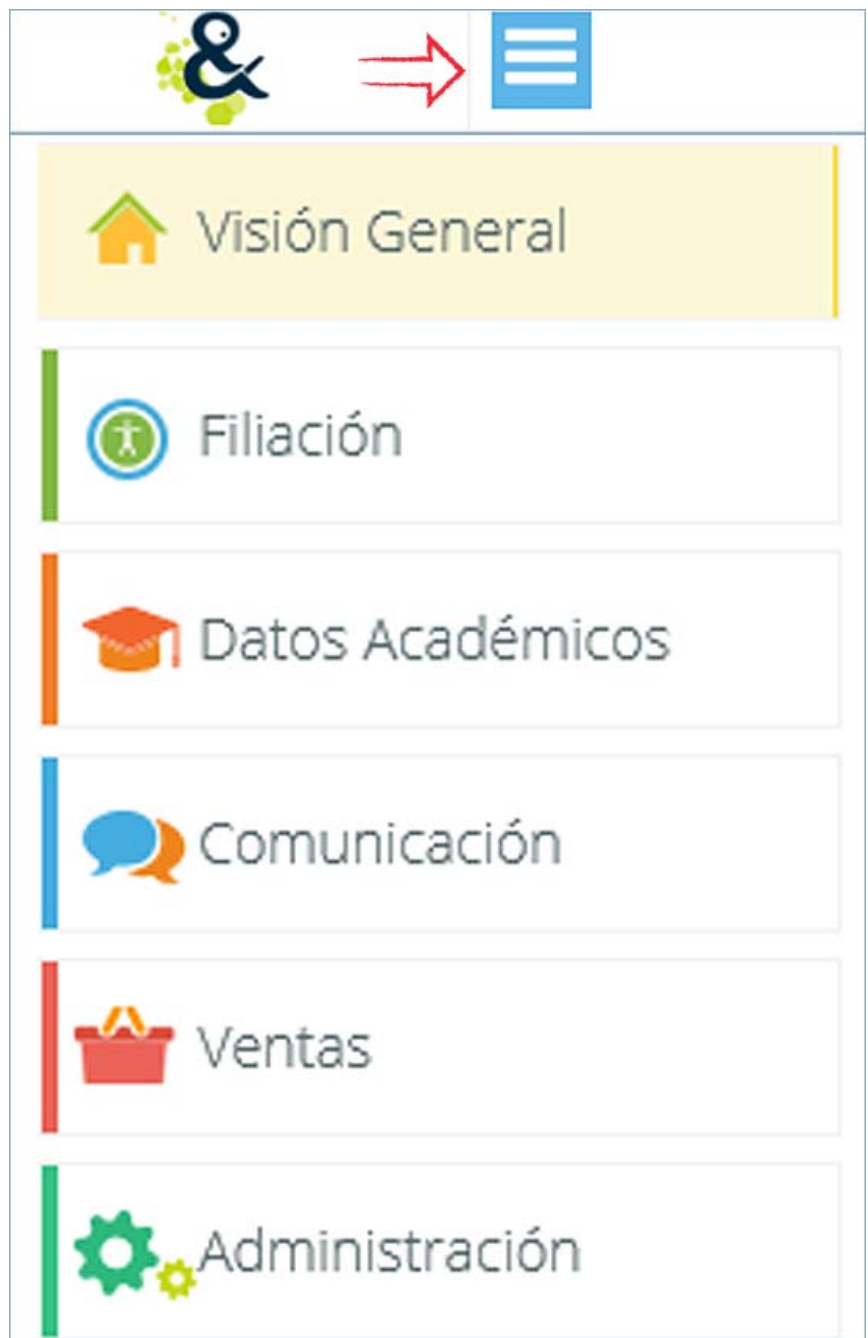 &
Visión General
Filiación
Datos Académicos
Comunicación
Ventas
Administración